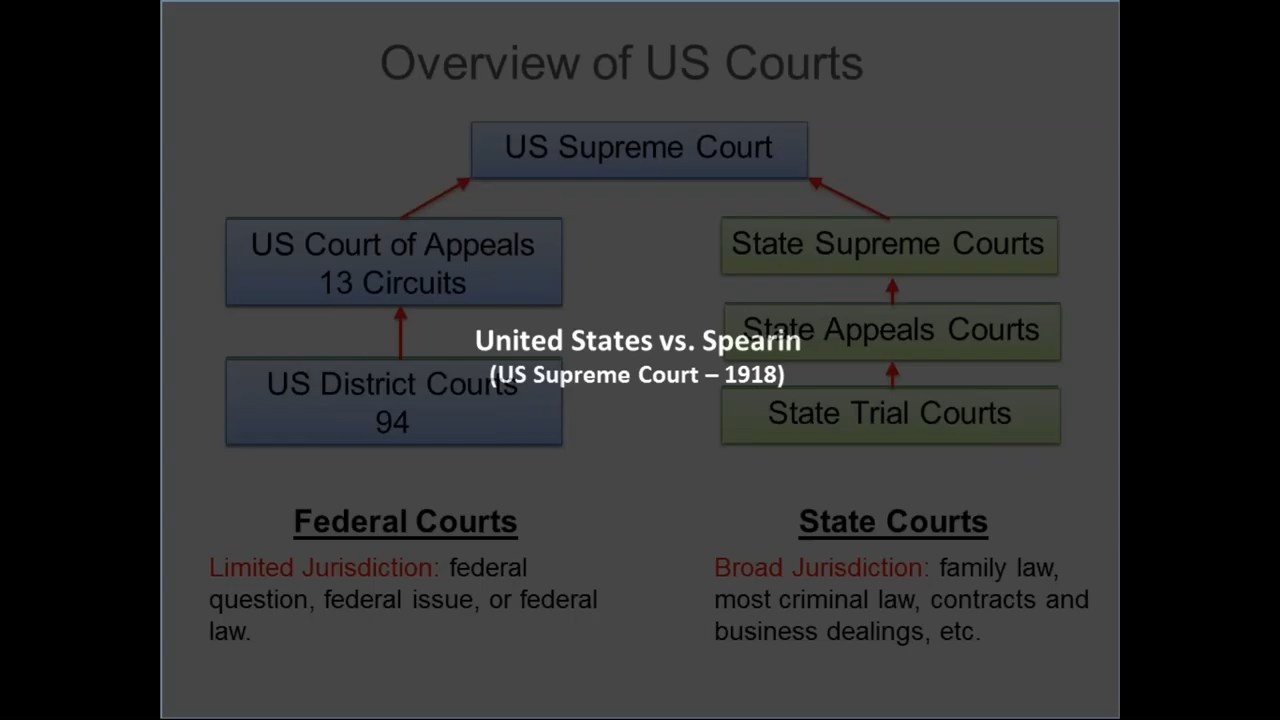 Overview of US Courts
US Supreme Court
US Court of Appeals
13 Circuits
State Supreme Courts
State Appeals Courts
United States vs. Spearin
(US Supreme Court – 1918)
US District Courts
94
State Trial Courts
Federal Courts
Limited Jurisdiction: federal
question, federal issue, or federal
law.
State Courts
Broad Jurisdiction: family law,
most criminal law, contracts and
business dealings, etc.